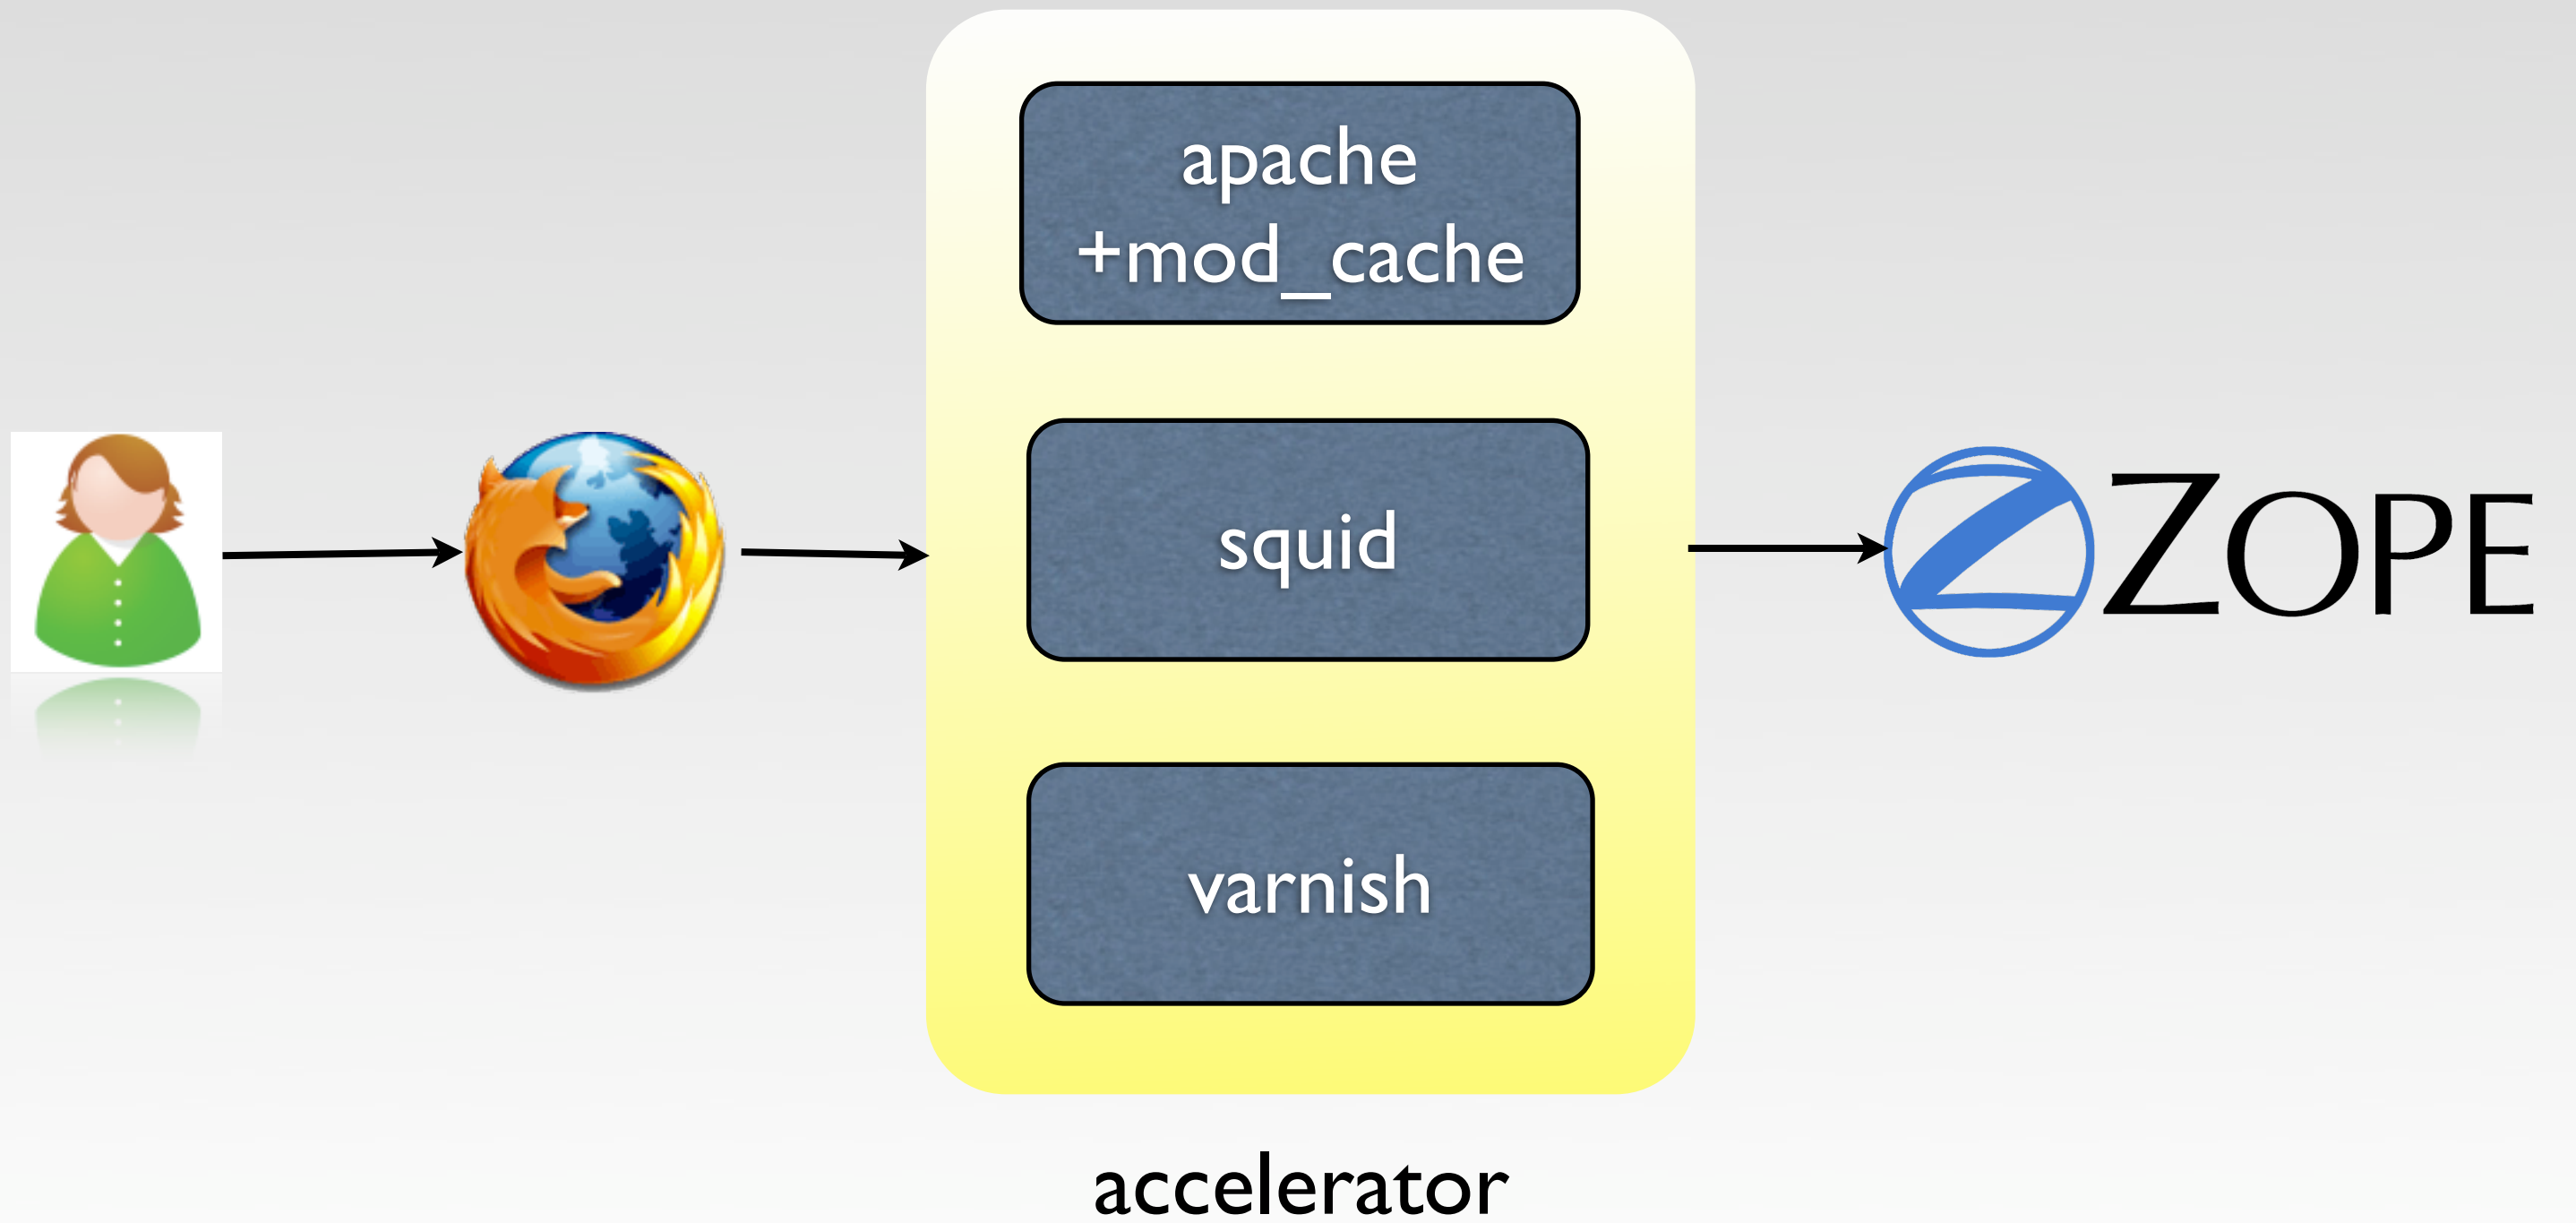 apache
+mod_cache
squid
ZOPE
varnish
accelerator